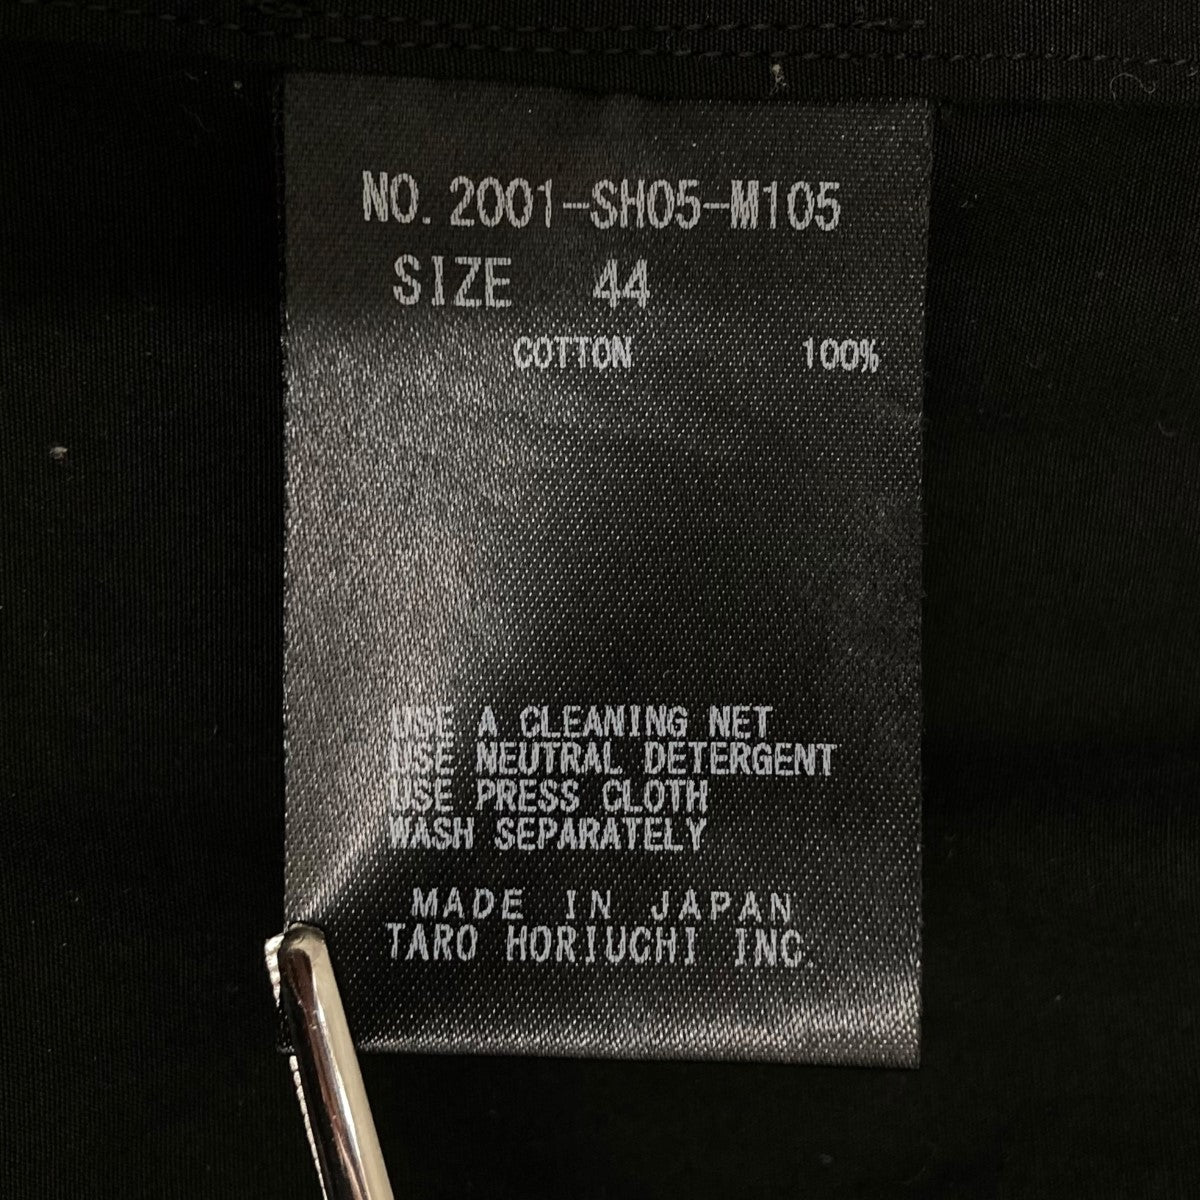 NO. 2001-SH05-M105
SIZE 44
COTTON 100%
USE A CLEANING NET
USE NEUTRAL DETERGENT
USE PRESS CLOTH
WASH SEPARATELY
MADE IN JAPAN
TARO HORIUCHI INC.